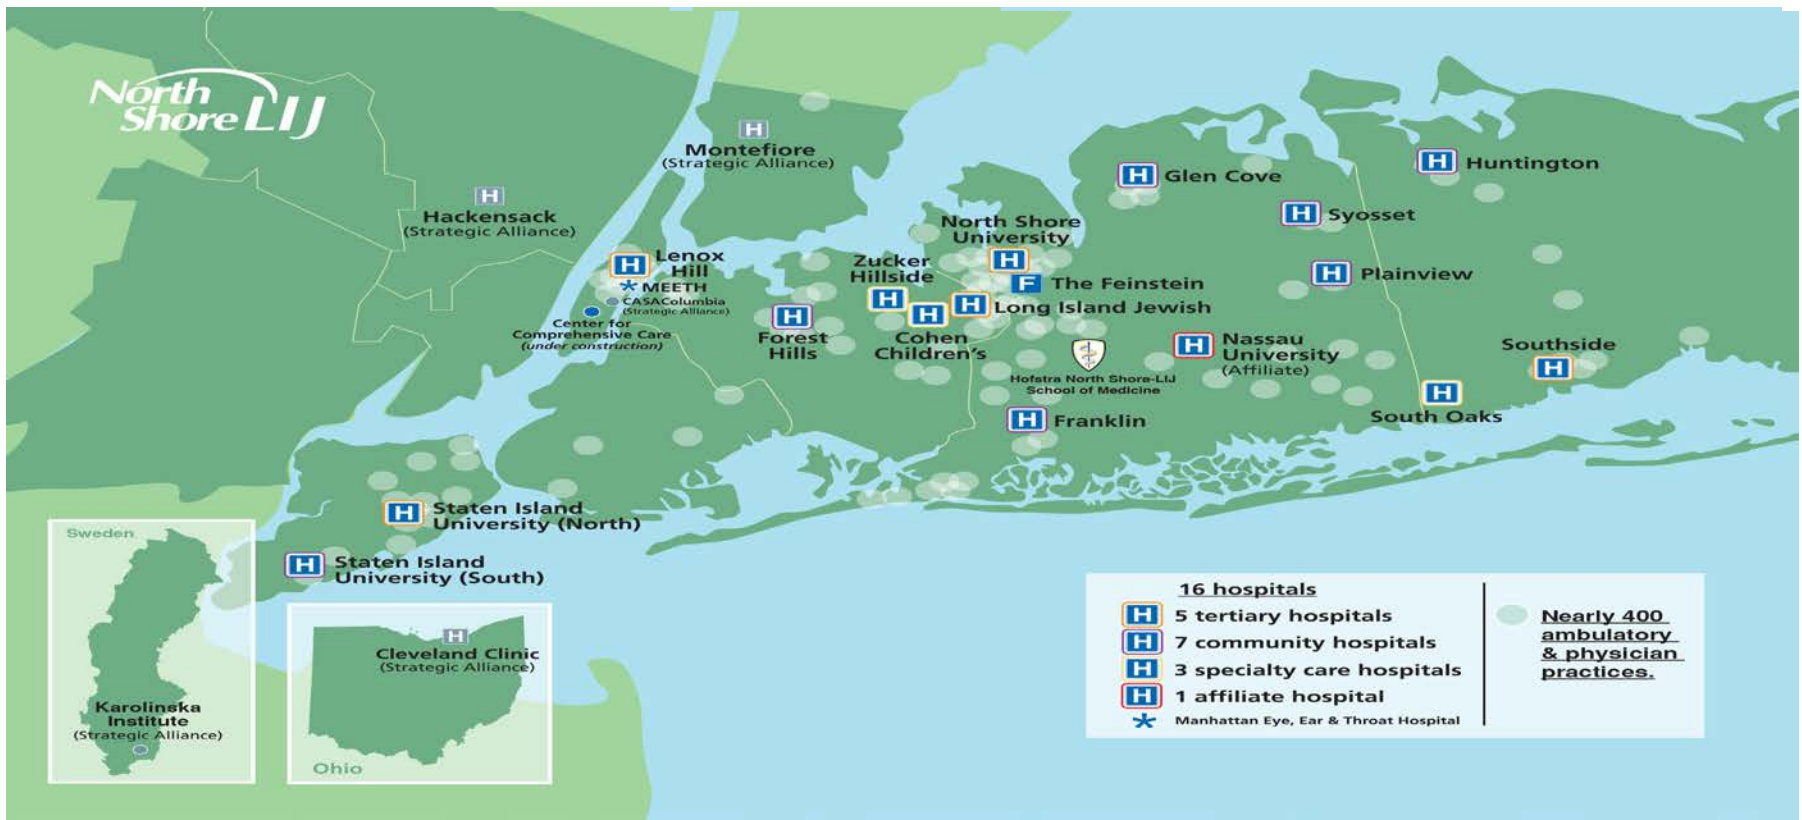 North
Shore LIJ
H
Montefiore
(Strategic Alliance)
H
Hackensack
(Strategic Alliance)
H
Glen Cove
H
Huntington
H
Syosset
North Shore
University
H
H
Lenox
Hill
MEETH
CASAColumbia
(Strategic Alliance)
Center for
Comprehensive Care
(under construction)
Zucker
Hillside
H
F
The Feinstein
H
Plainview
H
Long Island Jewish
H
Cohen
Children's
H
Forest
Hills
H
Nassau
University
(Affiliate)
Hofstra North Shore-LIJ
School of Medicine
Southside
H
H
South Oaks
H
Franklin
H
Staten Island
University (North)
H
Staten Island
University (South)
Sweden
Karolinska
Institute
(Strategic Alliance)
H
Cleveland Clinic
(Strategic Alliance)
Ohio
16 hospitals
H 5 tertiary hospitals
H 7 community hospitals
H 3 specialty care hospitals
H 1 affiliate hospital
Manhattan Eye, Ear & Throat Hospital
Nearly 400
ambulatory
& physician
practices.